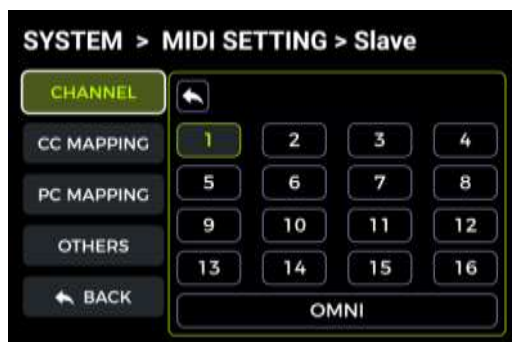 SYSTEM > MIDI SETTING > Slave
CHANNEL
CC MAPPING
PC MAPPING
OTHERS
BACK
1 2 3 4
5 6 7 8
9 10 11 12
13 14 15 16
OMNI